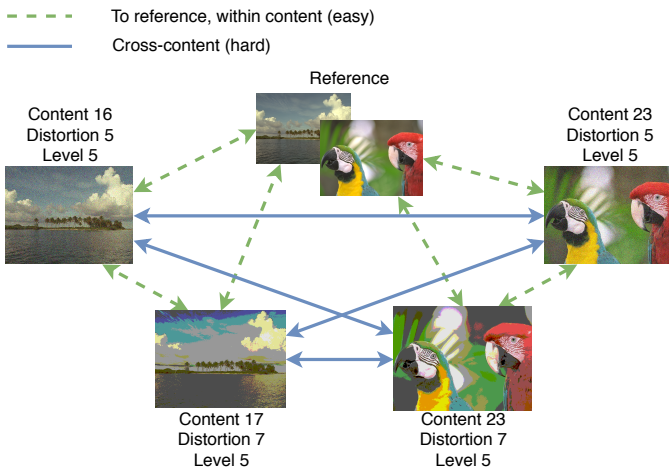 To reference, within content (easy)
Cross-content (hard)
Reference
Content 16
Distortion 5
Level 5
Content 23
Distortion 5
Level 5
Content 17
Distortion 7
Level 5
Content 23
Distortion 7
Level 5